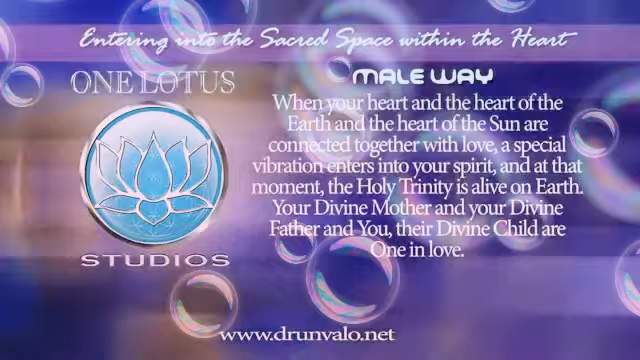 Entering into the Sacred Space within the Heart
ONE LOTUS
STUDIOS
MALE WAY
When your heart and the heart of the
Earth and the heart of the Sun are
connected together with love, a special
vibration enters into your spirit, and at that
moment, the Holy Trinity is alive on Earth.
Your Divine Mother and your Divine
Father and You, their Divine Child are
One in love.
www.drunvalo.net